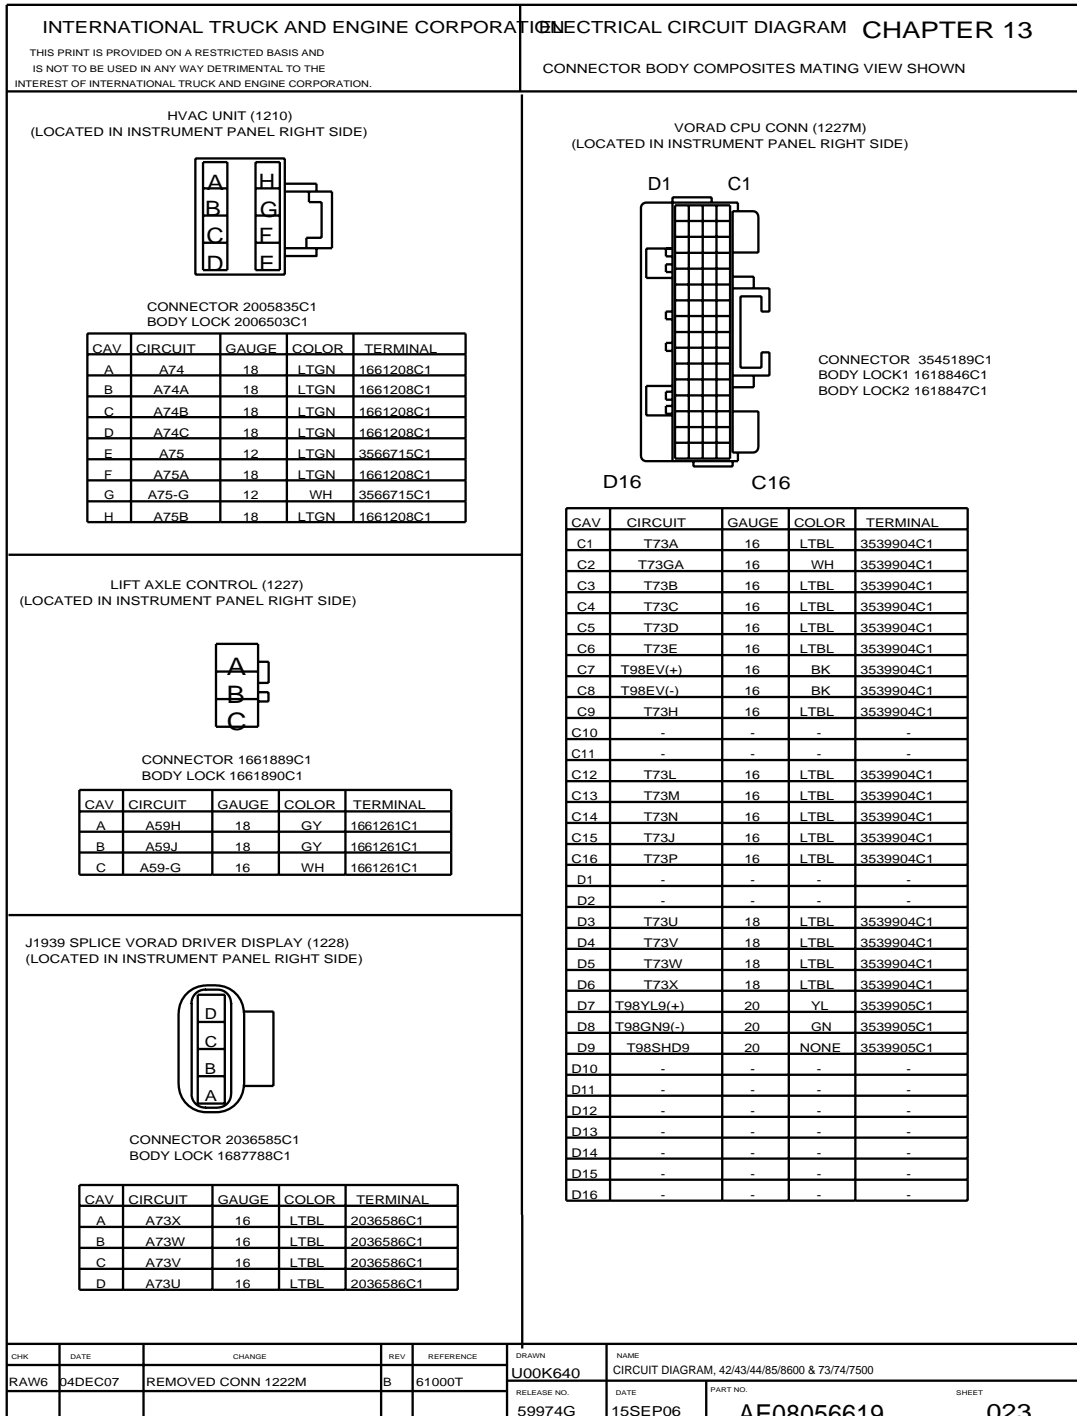 INTERNATIONAL TRUCK AND ENGINE CORPORATION
THIS PRINT IS PROVIDED ON A RESTRICTED BASIS AND
IS NOT TO BE USED IN ANY WAY DETRIMENTAL TO THE
INTEREST OF INTERNATIONAL TRUCK AND ENGINE CORPORATION.
ELECTRICAL CIRCUIT DIAGRAM CHAPTER 13
CONNECTOR BODY COMPOSITES MATING VIEW SHOWN
HVAC UNIT (1210)
(LOCATED IN INSTRUMENT PANEL RIGHT SIDE)
A H
B G
C F
D E
CONNECTOR 2005835C1
BODY LOCK 2006503C1
CAV CIRCUIT GAUGE COLOR TERMINAL
A A74 18 LTGN 1661208C1
B A74A 18 LTGN 1661208C1
C A74B 18 LTGN 1661208C1
D A74C 18 LTGN 1661208C1
E A75 12 LTGN 3566715C1
F A75A 18 LTGN 1661208C1
G A75-G 12 WH 3566715C1
H A75B 18 LTGN 1661208C1
LIFT AXLE CONTROL (1227)
(LOCATED IN INSTRUMENT PANEL RIGHT SIDE)
A
B
C
CONNECTOR 1661889C1
BODY LOCK 1661890C1
CAV CIRCUIT GAUGE COLOR TERMINAL
A A59H 18 GY 1661261C1
B A59J 18 GY 1661261C1
C A59-G 16 WH 1661261C1
J1939 SPLICE VORAD DRIVER DISPLAY (1228)
(LOCATED IN INSTRUMENT PANEL RIGHT SIDE)
D
C
B
A
CONNECTOR 2036585C1
BODY LOCK 1687788C1
CAV CIRCUIT GAUGE COLOR TERMINAL
A A73X 16 LTBL 2036586C1
B A73W 16 LTBL 2036586C1
C A73V 16 LTBL 2036586C1
D A73U 16 LTBL 2036586C1
VORAD CPU CONN (1227M)
(LOCATED IN INSTRUMENT PANEL RIGHT SIDE)
D1 C1
CONNECTOR 3545189C1
BODY LOCK1 1618846C1
BODY LOCK2 1618847C1
D16 C16
CAV CIRCUIT GAUGE COLOR TERMINAL
C1 T73A 16 LTBL 3539904C1
C2 T73GA 16 WH 3539904C1
C3 T73B 16 LTBL 3539904C1
C4 T73C 16 LTBL 3539904C1
C5 T73D 16 LTBL 3539904C1
C6 T73E 16 LTBL 3539904C1
C7 T98EV(+) 16 BK 3539904C1
C8 T98EV(-) 16 BK 3539904C1
C9 T73H 16 LTBL 3539904C1
C10 - - - -
C11 - - - -
C12 T73L 16 LTBL 3539904C1
C13 T73M 16 LTBL 3539904C1
C14 T73N 16 LTBL 3539904C1
C15 T73J 16 LTBL 3539904C1
C16 T73P 16 LTBL 3539904C1
D1 - - - -
D2 - - - -
D3 T73U 18 LTBL 3539904C1
D4 T73V 18 LTBL 3539904C1
D5 T73W 18 LTBL 3539904C1
D6 T73X 18 LTBL 3539904C1
D7 T98YL9(+) 20 YL 3539905C1
D8 T98GN9(-) 20 GN 3539905C1
D9 T98SHD9 20 NONE 3539905C1
D10 - - - -
D11 - - - -
D12 - - - -
D13 - - - -
D14 - - - -
D15 - - - -
D16 - - - -
CHK DATE CHANGE REV REFERENCE
RAW6 04DEC07 REMOVED CONN 1222M B 61000T
DRAWN NAME
U00K640 CIRCUIT DIAGRAM, 42/43/44/85/8600 & 73/74/7500
RELEASE NO. DATE PART NO. SHEET
59974G 15SEP06 AE08056619 023